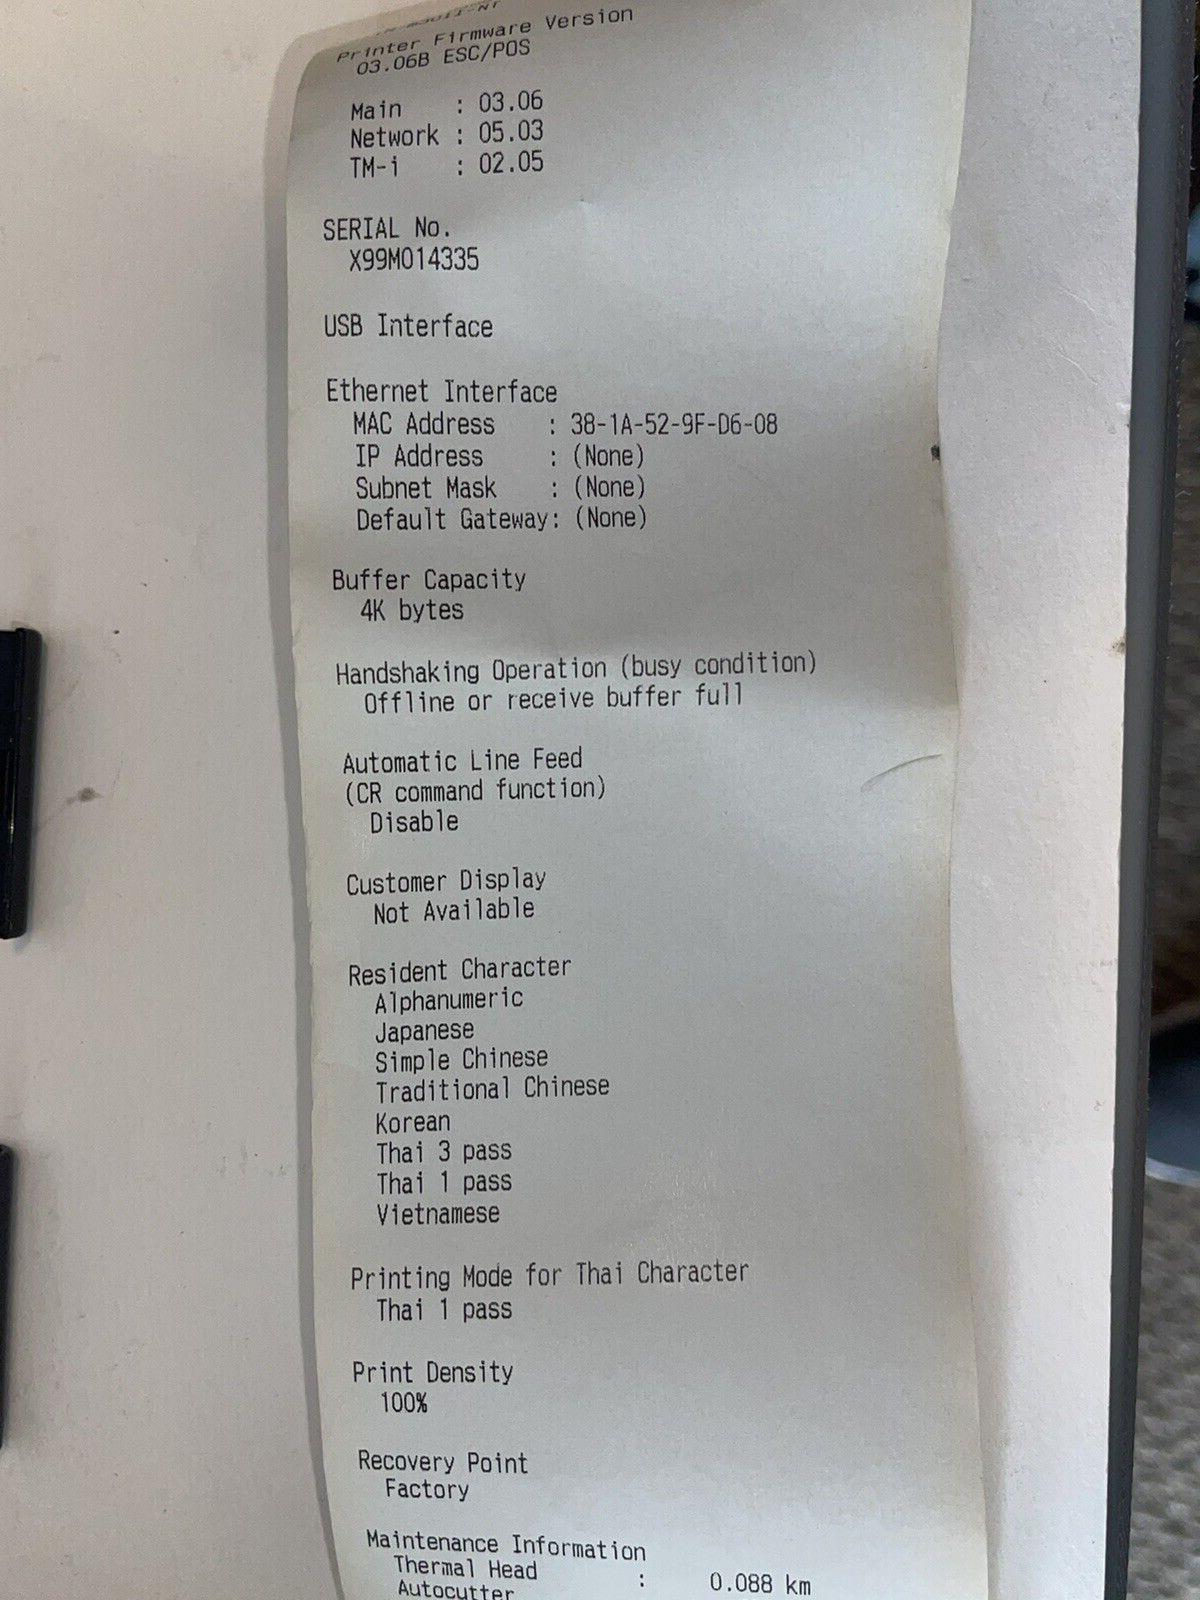 Printer Firmware Version
03.06B ESC/POS
Main : 03.06
Network : 05.03
TM-i : 02.05
SERIAL No.
X99M014335
USB Interface
Ethernet Interface
MAC Address : 38-1A-52-9F-D6-08
IP Address : (None)
Subnet Mask : (None)
Default Gateway: (None)
Buffer Capacity
4K bytes
Handshaking Operation (busy condition)
Offline or receive buffer full
Automatic Line Feed
(CR command function)
Disable
Customer Display
Not Available
Resident Character
Alphanumeric
Japanese
Simple Chinese
Traditional Chinese
Korean
Thai 3 pass
Thai 1 pass
Vietnamese
Printing Mode for Thai Character
Thai 1 pass
Print Density
100%
Recovery Point
Factory
Maintenance Information
Thermal Head : 0.088 km
Autocutter